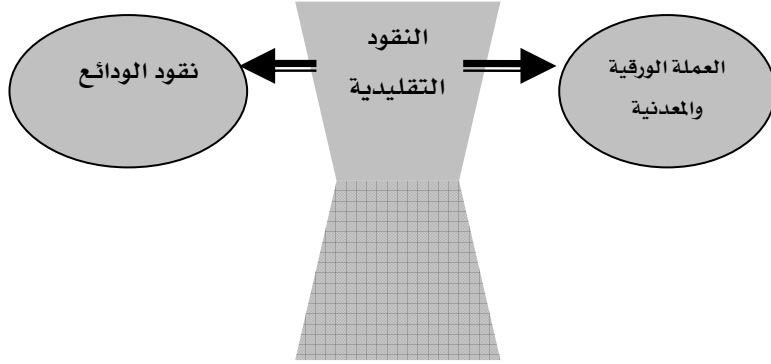 العملة الورقية
والمعدنية
النقود
التقليدية
نقود الودائع